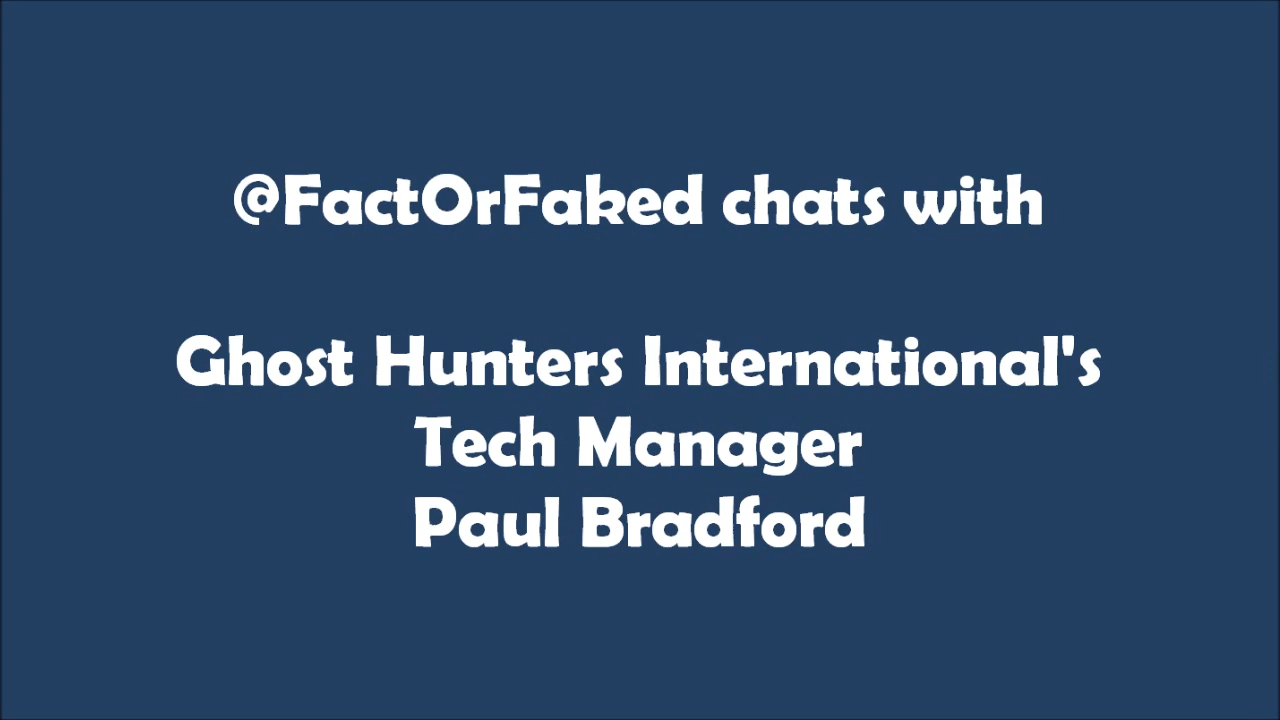 @FactOrFaked chats with
Ghost Hunters International's
Tech Manager
Paul Bradford